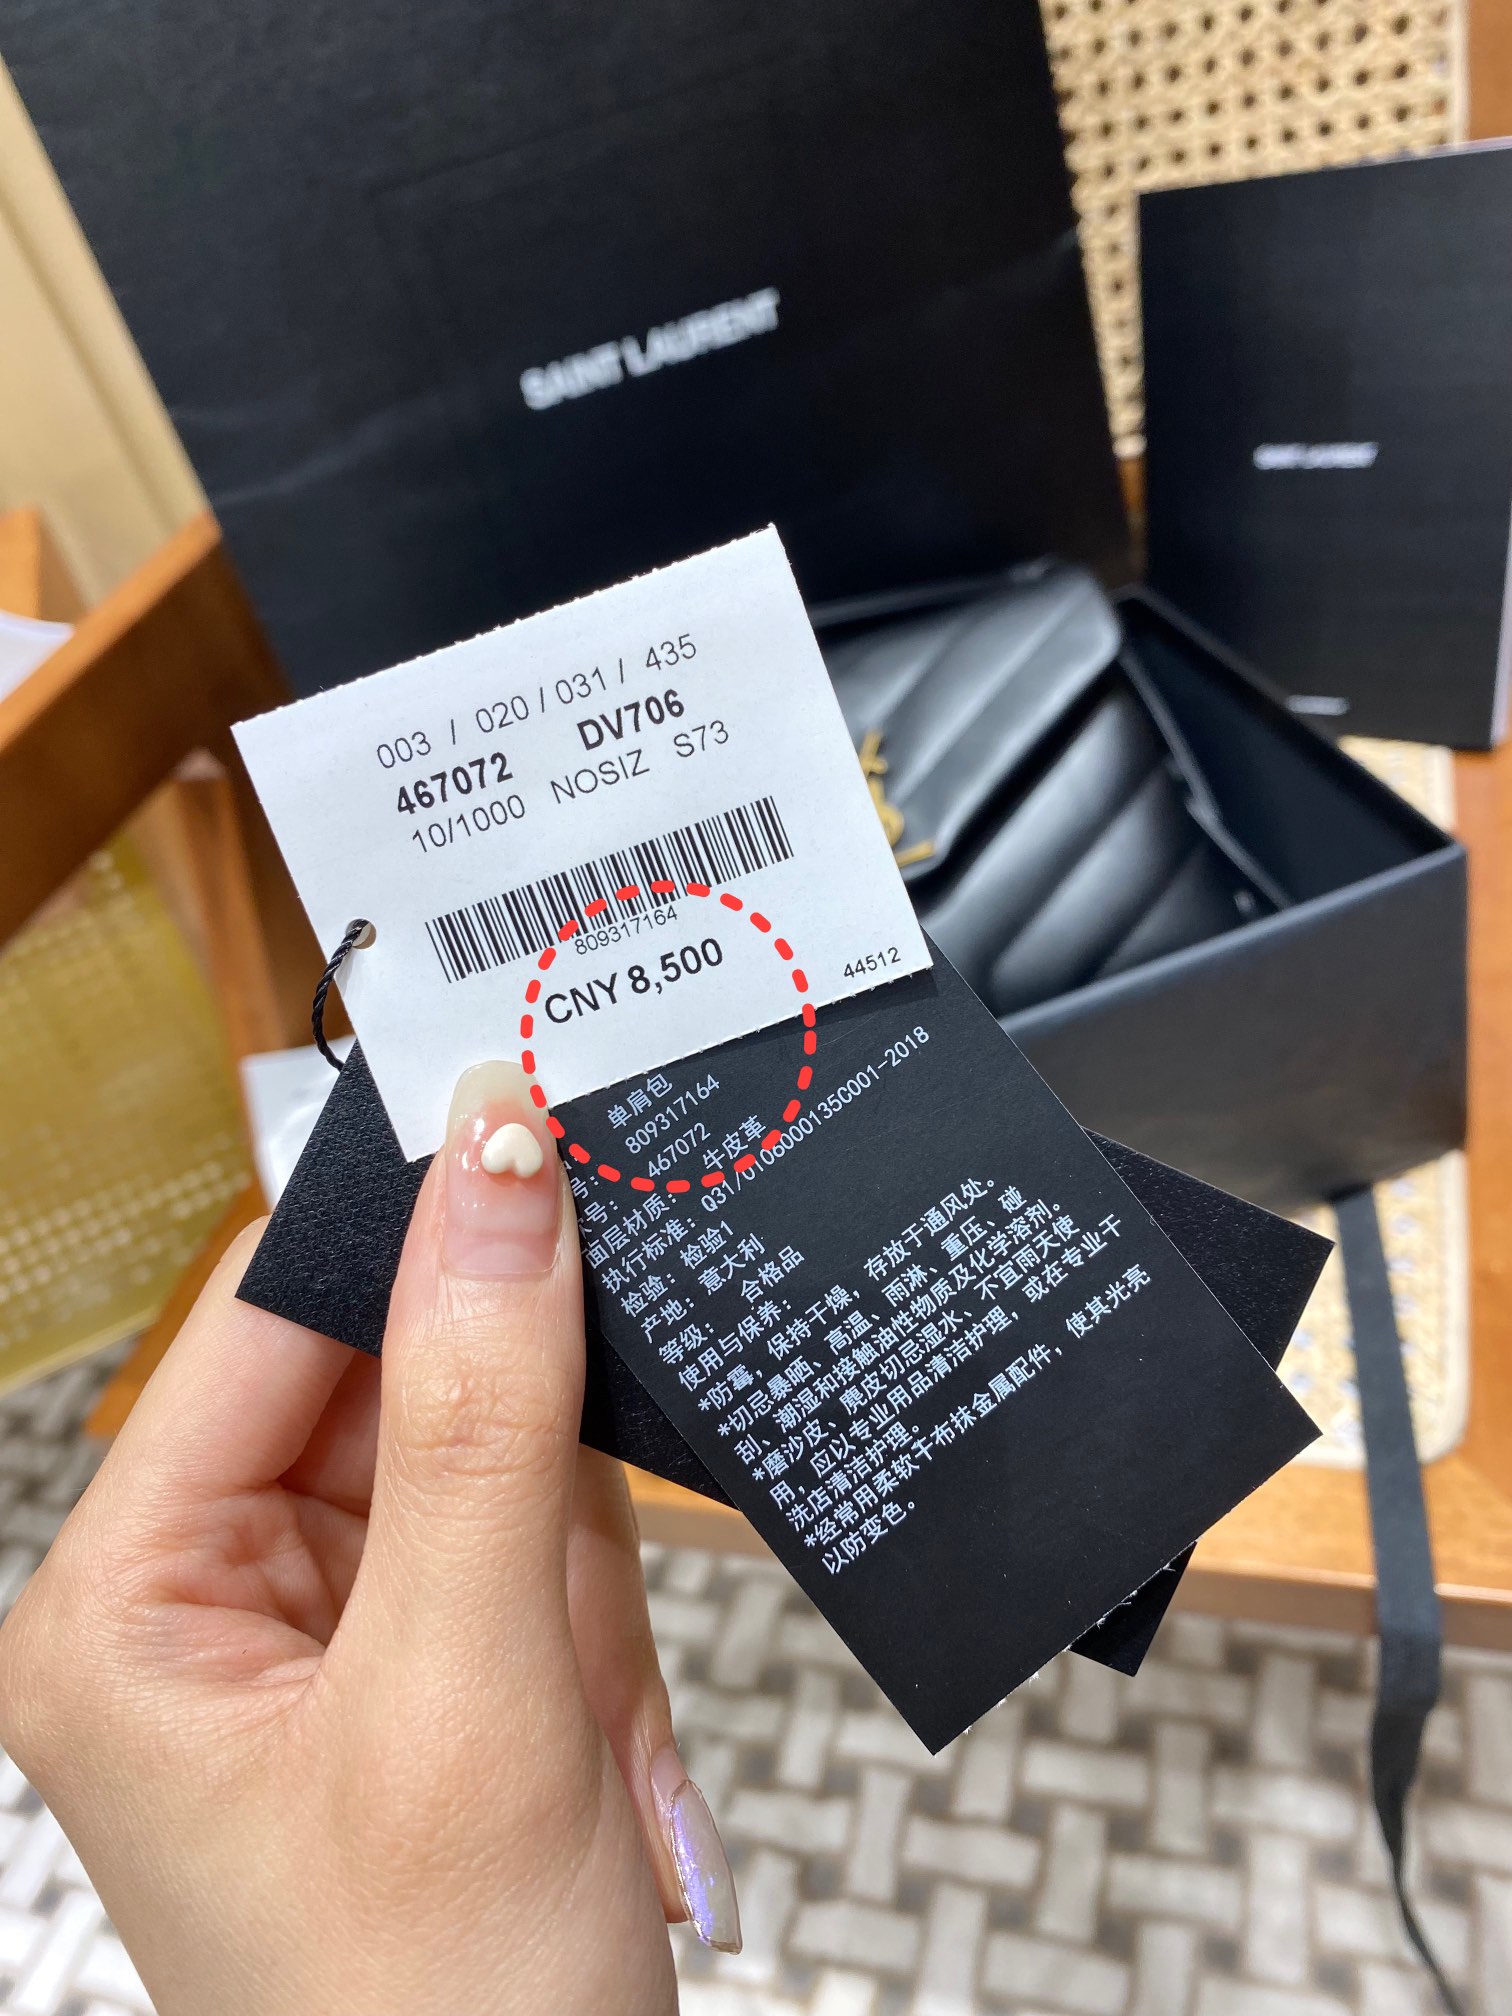 SAINT LAURENT
SAINT LAURENT
003 / 020 / 031 / 435
467072 DV706
10/1000 NOSIZ S73
809317164
CNY 8,500
44512
单肩包
号: 809317164
款号: 467072
面层材质: 牛皮革
执行标准: Q31/0106000135C001-2018
检验: 检验1
产地: 意大利
等级: 合格品
使用与保养:
*防霉, 保持干燥, 存放于通风处。
*切忌暴晒、高温、雨淋、重压、碰
刮、潮湿和接触油性物质及化学溶剂。
*磨沙皮、麂皮切忌湿水、不宜雨天使
用, 应以专业用品清洁护理, 或在专业干
洗店清洁护理。
*经常用柔软干布抹金属配件, 使其光亮
以防变色。